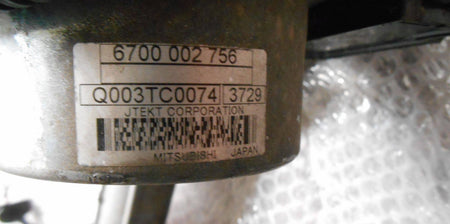 6700 002 756
Q003TC0074 3729
JTEKT CORPORATION
MITSUBISHI JAPAN